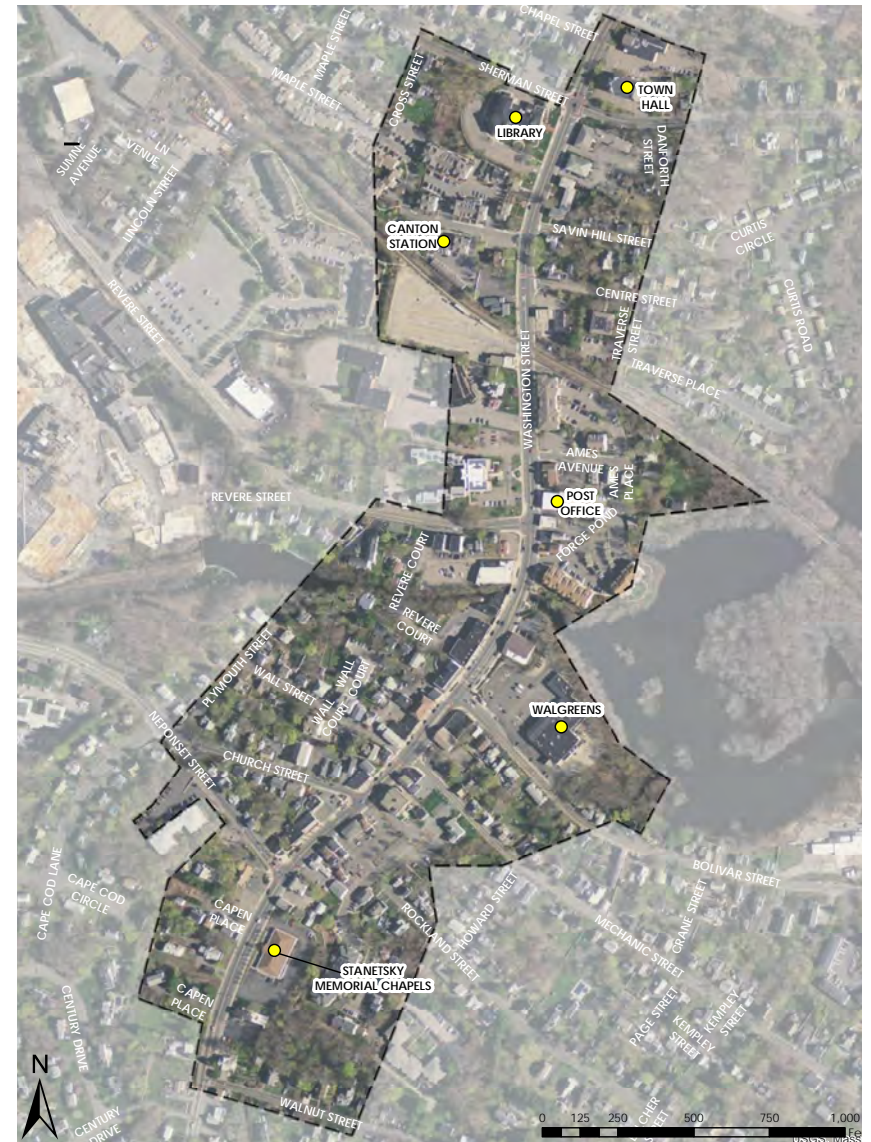 CHAPEL STREET
MAPLE STREET
SHERMAN STREET
CROSS STREET
MAPLE STREET
TOWN
HALL
LIBRARY
DANFORTH
STREET
AVENUE
LN
VENUE
LINCOLN STREET
CANTON
STATION
SAVIN HILL STREET
CURTIS
CIRCLE
REVERE STREET
CENTRE STREET
CURTIS ROAD
TRAVERSE
STREET
WASHINGTON STREET
TRAVERSE PLACE
AMES
AVENUE
AMES
PLACE
REVERE STREET
POST
OFFICE
FORGE POND
REVERE COURT
REVERE
COURT
PLYMOUTH STREET
WALL STREET
WALL
COURT
WALL
COURT
WALGREENS
NEPONSET STREET
CHURCH STREET
CAPE COD LANE
CAPE COD
CIRCLE
BOLIVAR STREET
CRANE STREET
HOWARD STREET
ROCKLAND STREET
MECHANIC STREET
CAPEN
PLACE
STANETSKY
MEMORIAL CHAPELS
CAPEN
PLACE
CENTURY DRIVE
PAGE STREET
KEMPLEY
STREET
KEMPLEY
STREET
WALNUT STREET
CENTURY
DRIVE
N
0 125 250 500 750 1,000
Fe